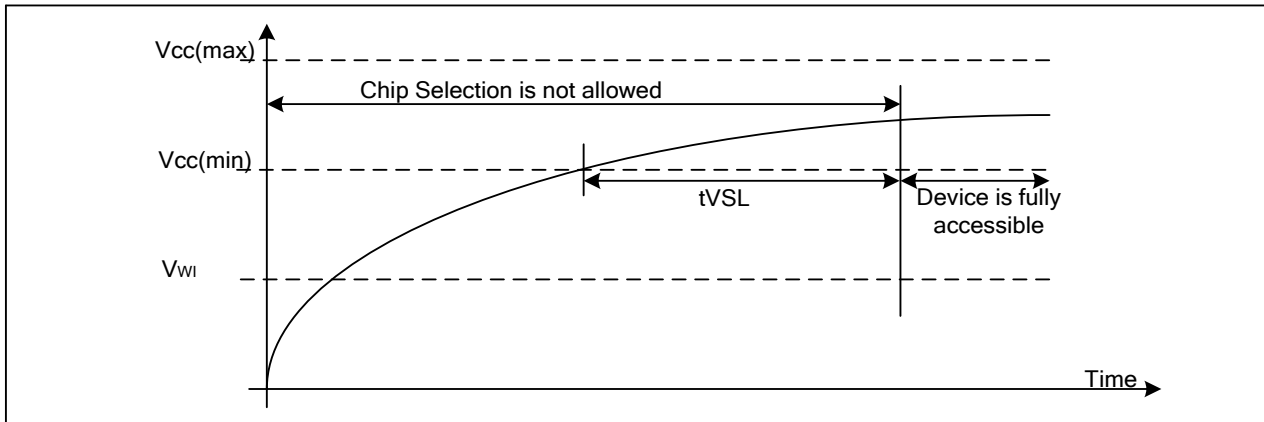 Vcc(max)
Chip Selection is not allowed
Vcc(min)
tVSL
Device is fully
accessible
VWI
Time